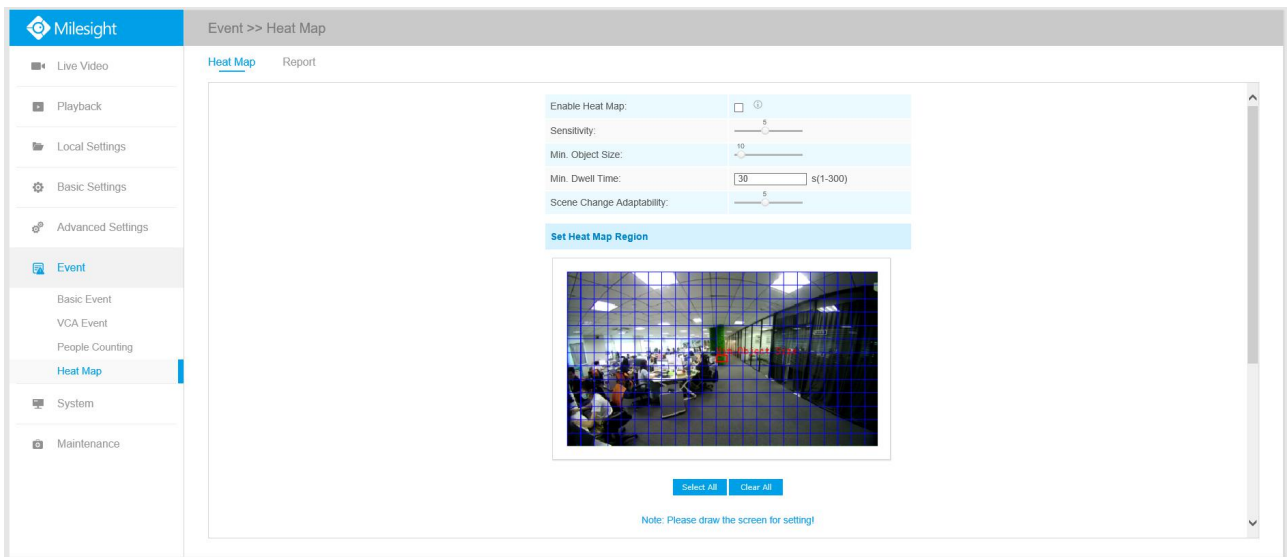 Milesight
Event >> Heat Map
Live Video
Playback
Local Settings
Basic Settings
Advanced Settings
Event
Basic Event
VCA Event
People Counting
Heat Map
System
Maintenance
Heat Map Report
Enable Heat Map:
Sensitivity: 5
Min. Object Size: 10
Min. Dwell Time: 30 s(1-300)
Scene Change Adaptability: 5
Set Heat Map Region
Select All Clear All
Note: Please draw the screen for setting!